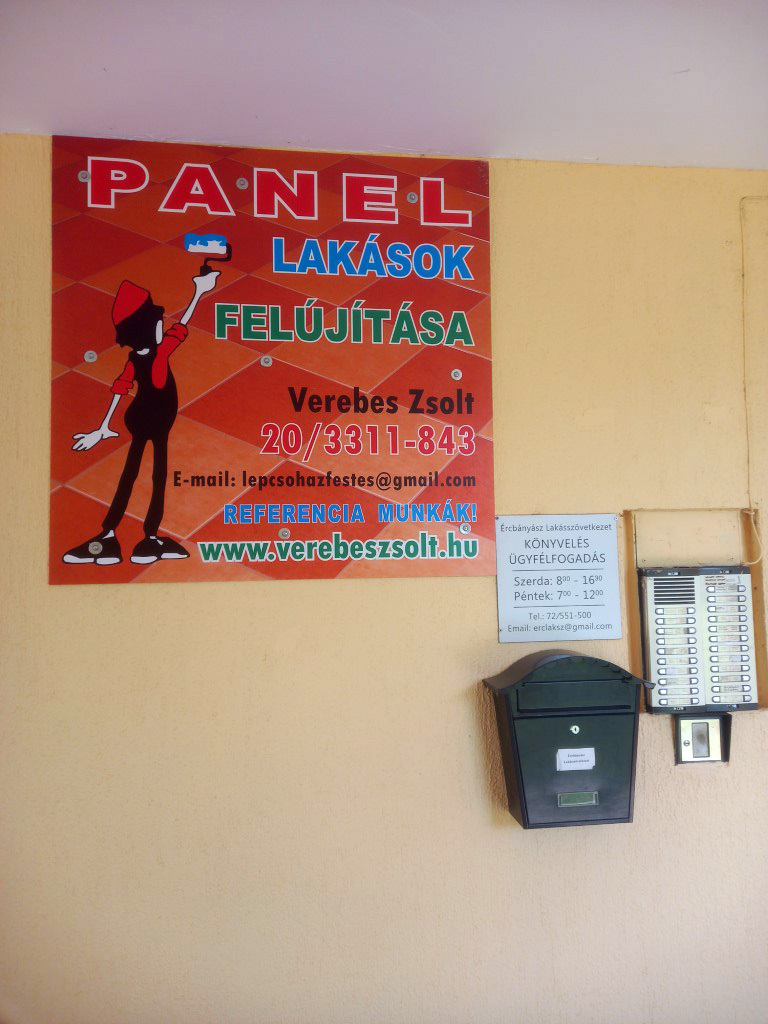 PANEL
LAKÁSOK
FELÚJÍTÁSA
Verebes Zsolt
20/3311-843
E-mail: lepcsohazfestes@gmail.com
REFERENCIA MUNKÁK!
www.verebeszsolt.hu
Ércbányász Lakásszövetkezet
KÖNYVELÉS
ÜGYFÉLFOGADÁS
Szerda: 8⁰⁰ - 16³⁰
Péntek: 7⁰⁰ - 12⁰⁰
Tel.: 72/551-500
Email: erclaksz@gmail.com